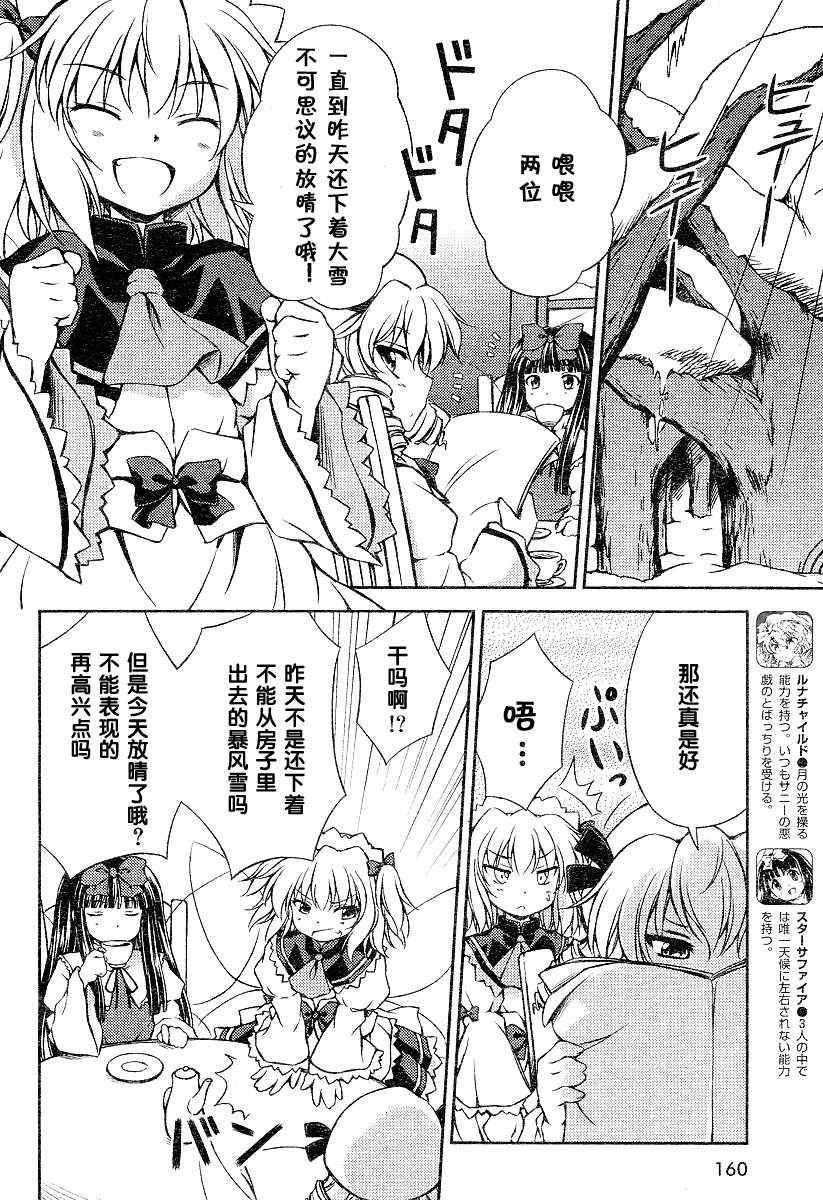 ヒュー
ヒュー
喂喂
两位
ドタ
ドタ
一直到昨天还下着大雪
不可思议的放晴了哦！
那还真是好
ぷいっ
唔…
干吗啊!?
昨天不是还下着
不能从房子里
出去的暴风雪吗
但是今天放晴了哦？
不能表现的
再高兴点吗
バンッ
ルナチャイルド●月の光を操る
能力を持つ。いつもサニーの悪
戯のとばっちりを受ける。
スターサファイア●3人の中で
は唯一天候に左右されない能力
を持つ。
160